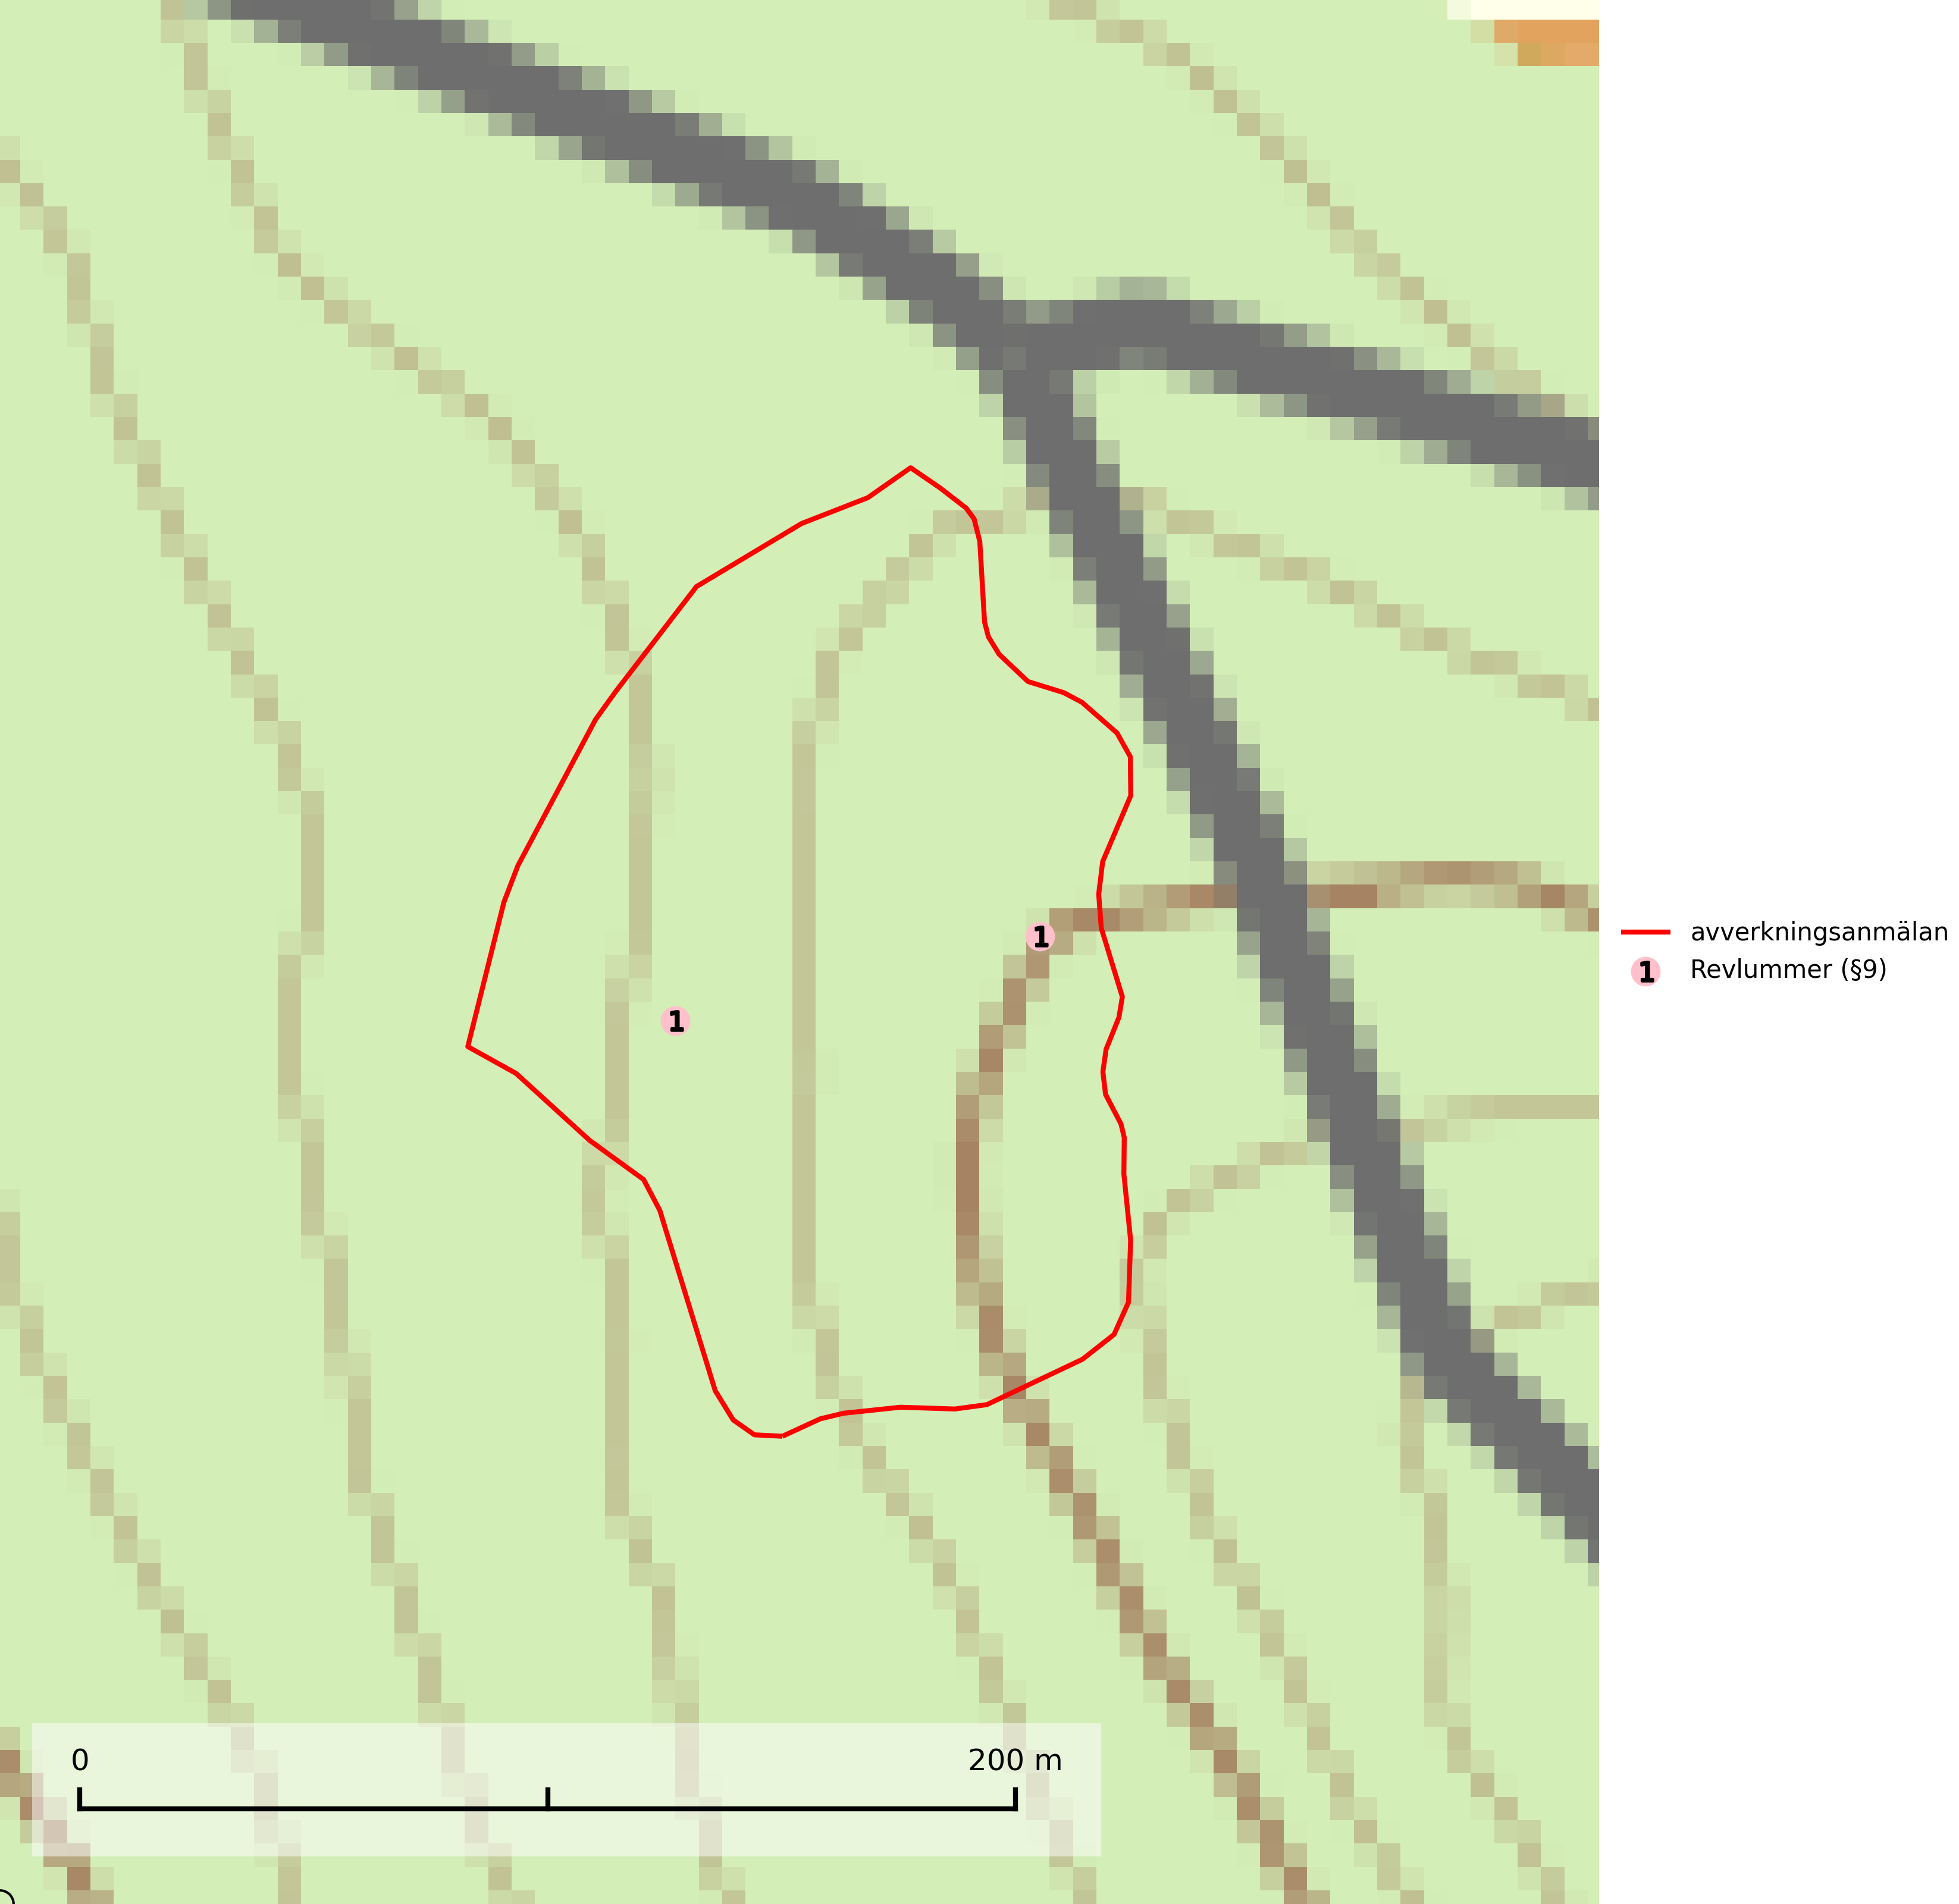 1
1
avverkningsanmälan
1 Revlummer (§9)
0 200 m